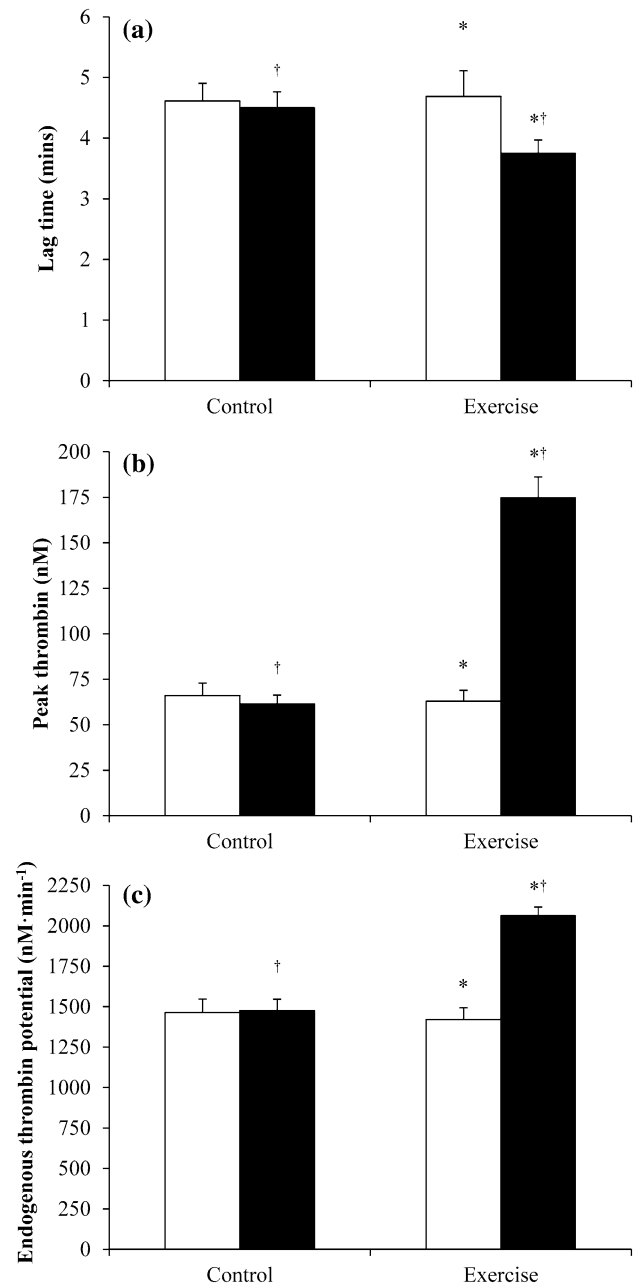 (a)
Lag time (mins)
6
5
4
3
2
1
0
†
*
*†
Control
Exercise
(b)
Peak thrombin (nM)
200
175
150
125
100
75
50
25
0
†
*
*†
Control
Exercise
(c)
Endogenous thrombin potential (nM·min⁻¹)
2250
2000
1750
1500
1250
1000
750
500
250
0
†
*
*†
Control
Exercise